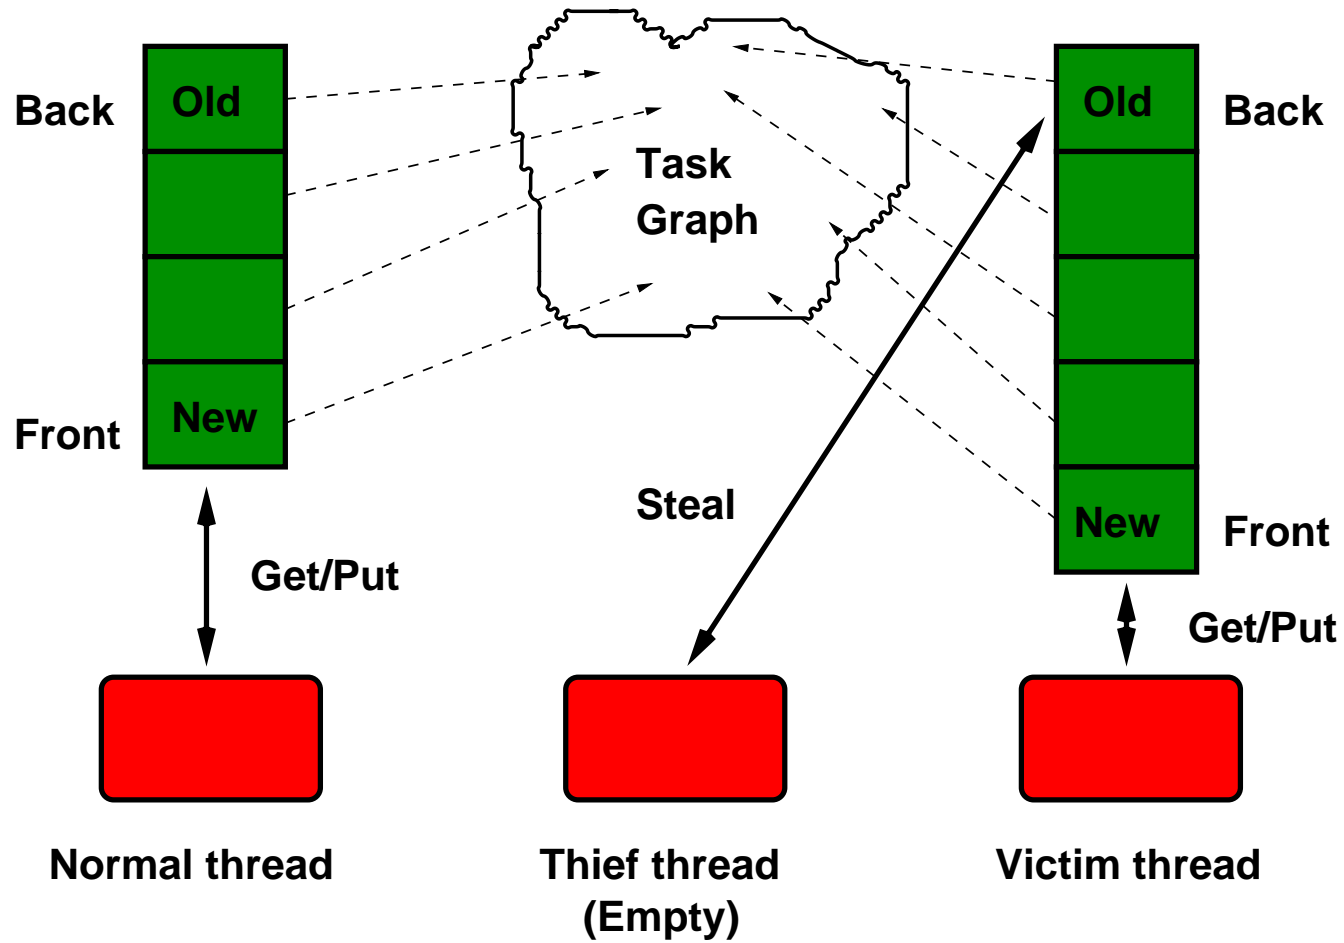 Back
Old
Task
Graph
Old
Back
Front
New
Steal
New
Front
Get/Put
Get/Put
Normal thread
Thief thread
(Empty)
Victim thread